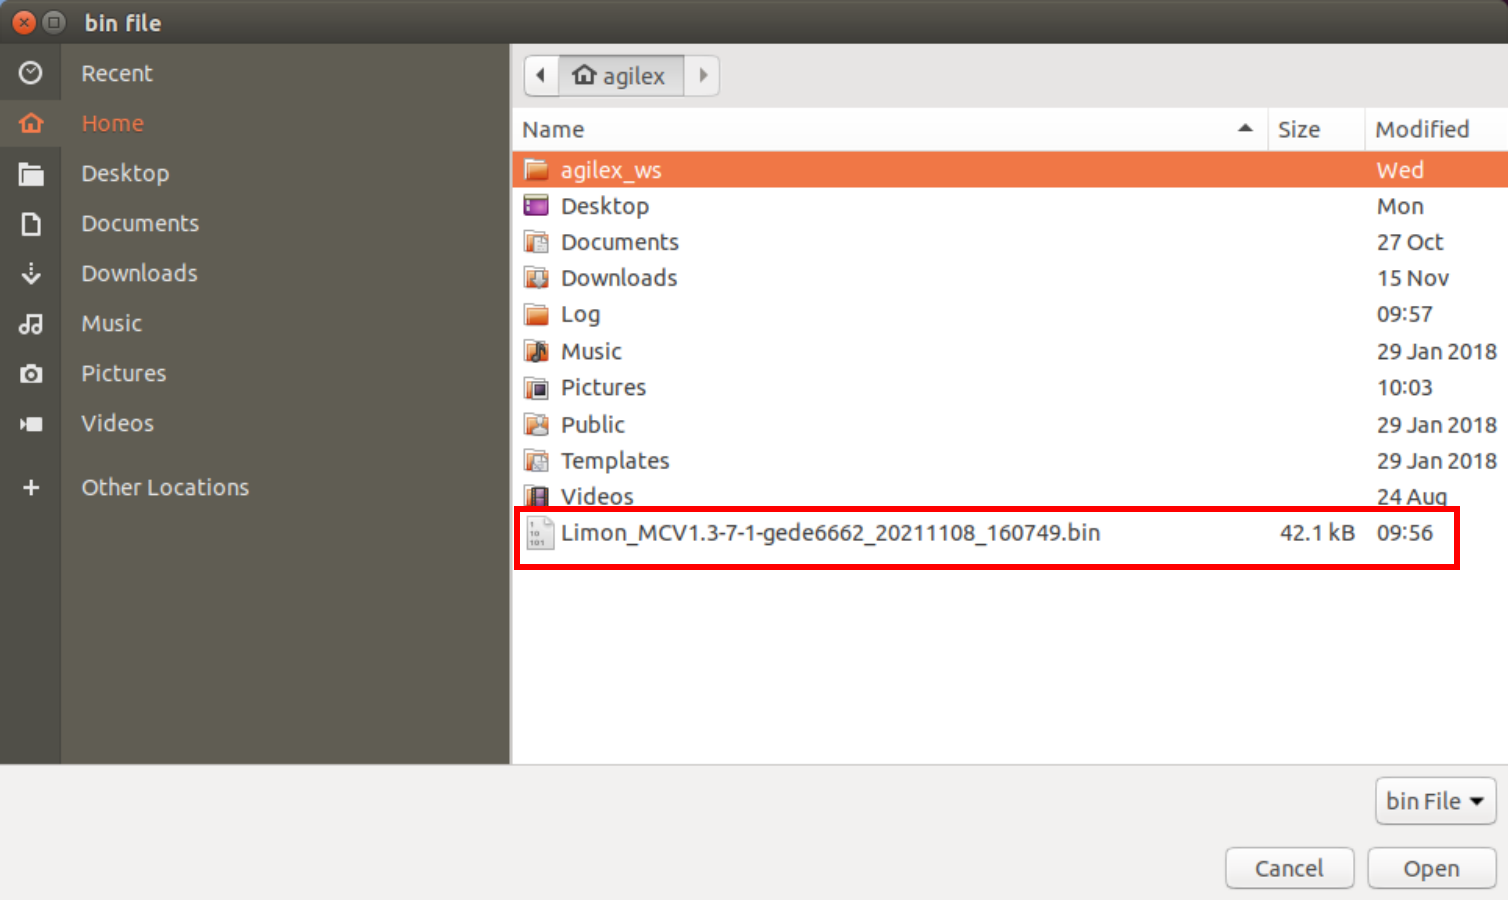 bin file
Recent
Home
Desktop
Documents
Downloads
Music
Pictures
Videos
Other Locations
agilex
Name Size Modified
agilex_ws Wed
Desktop Mon
Documents 27 Oct
Downloads 15 Nov
Log 09:57
Music 29 Jan 2018
Pictures 10:03
Public 29 Jan 2018
Templates 29 Jan 2018
Videos 24 Aug
Limon_MCV1.3-7-1-gede6662_20211108_160749.bin 42.1 kB 09:56
bin File
Cancel Open